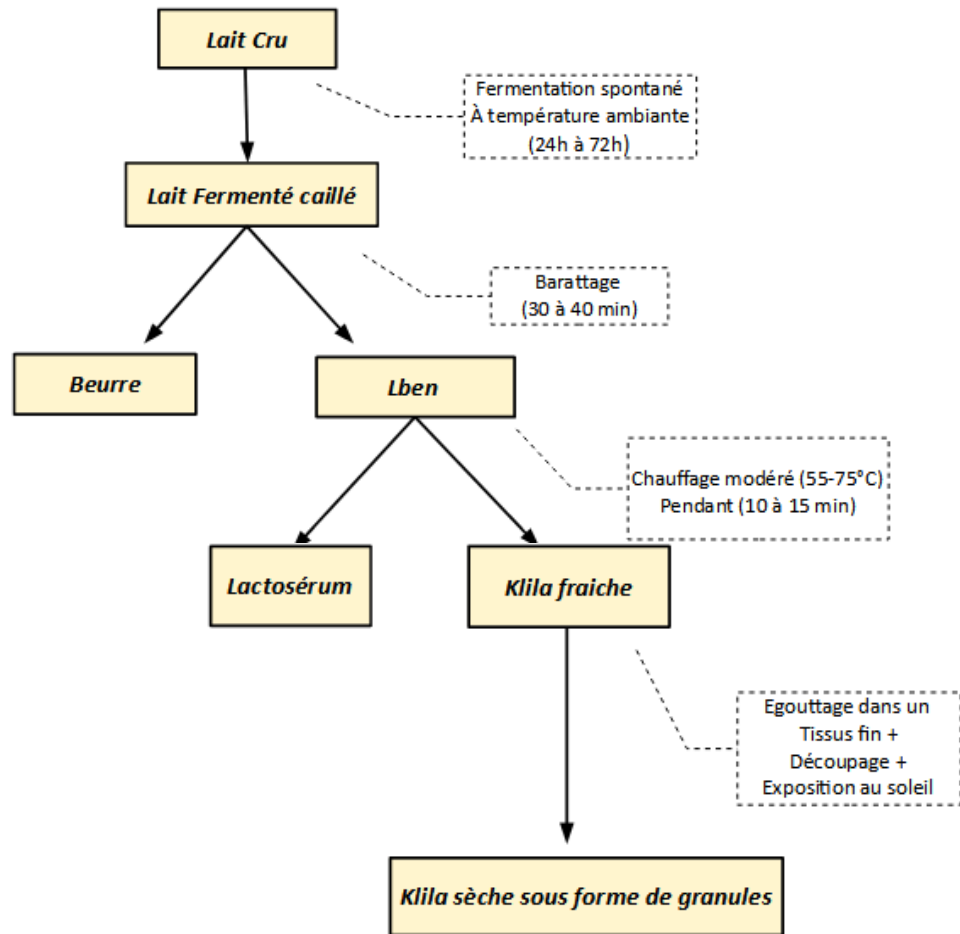 Lait Cru
Fermentation spontané
À température ambiante
(24h à 72h)
Lait Fermenté caillé
Barattage
(30 à 40 min)
Beurre
Lben
Chauffage modéré (55-75°C)
Pendant (10 à 15 min)
Lactosérum
Klila fraiche
Egouttage dans un
Tissus fin +
Découpage +
Exposition au soleil
Klila sèche sous forme de granules